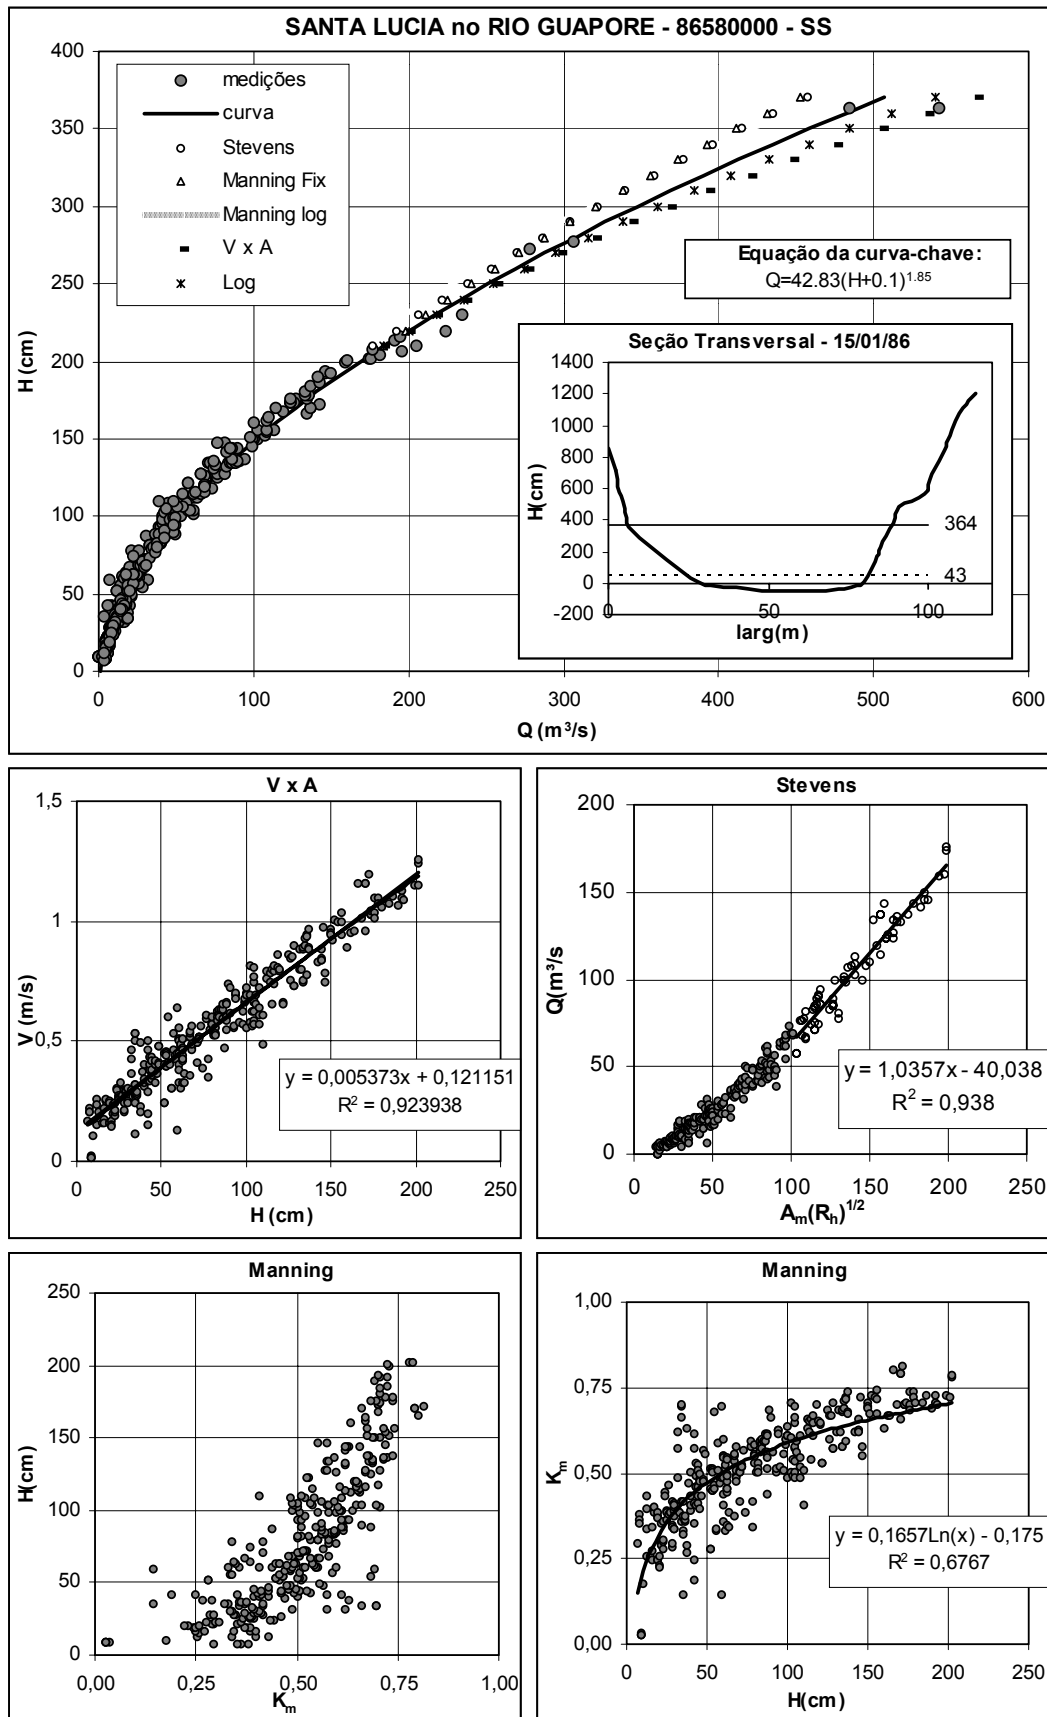 SANTA LUCIA no RIO GUAPORE - 86580000 - SS
400
350
300
250
200
150
100
50
0
H (cm)
0 100 200 300 400 500 600
Q (m³/s)
medições
curva
Stevens
Manning Fix
Manning log
V x A
Log
Equação da curva-chave:
Q=42.83(H+0.1)^1.85
Seção Transversal - 15/01/86
1400
1200
1000
800
600
400
200
0
-200
H(cm)
364
43
0 50 100
larg(m)
V x A
1,5
1
0,5
0
V (m/s)
y = 0,005373x + 0,121151
R² = 0,923938
0 50 100 150 200 250
H (cm)
Stevens
200
150
100
50
0
Q(m³/s)
y = 1,0357x - 40,038
R² = 0,938
0 50 100 150 200 250
Aₘ(Rₕ)^1/2
Manning
250
200
150
100
50
0
H(cm)
0,00 0,25 0,50 0,75 1,00
Kₘ
Manning
1,00
0,75
0,50
0,25
0,00
Kₘ
y = 0,1657Ln(x) - 0,175
R² = 0,6767
0 50 100 150 200 250
H(cm)